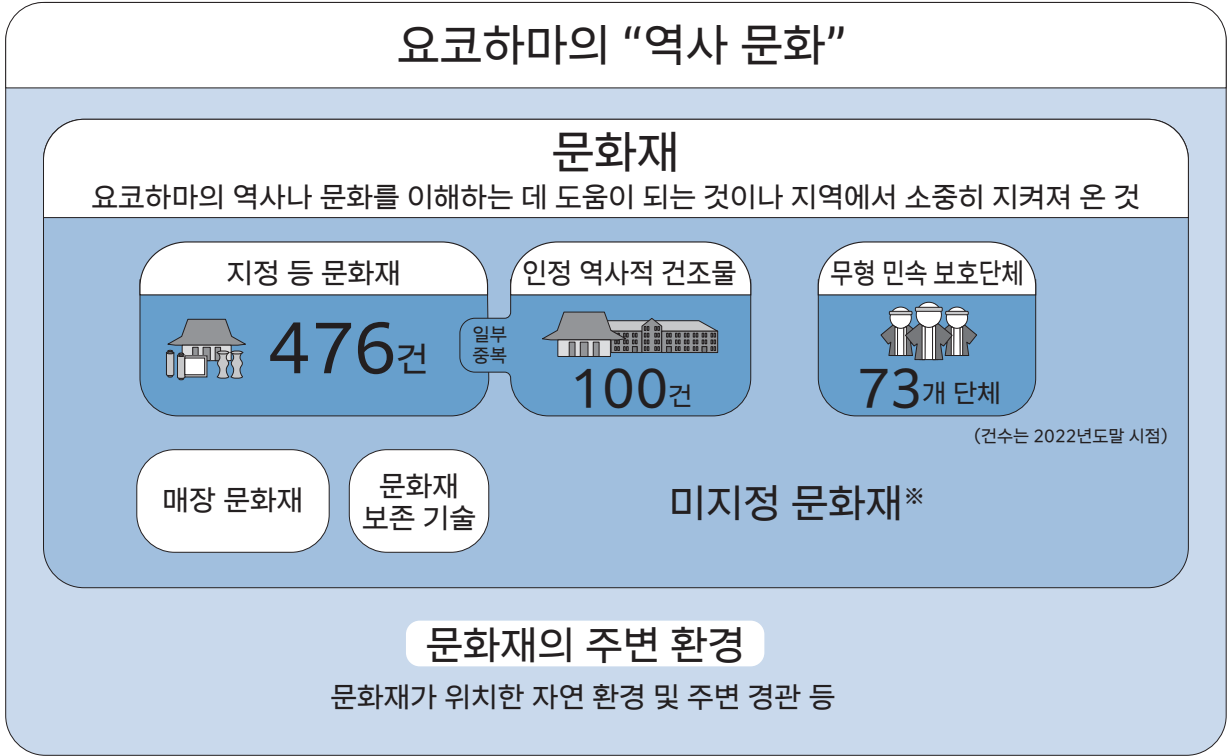 요코하마의 “역사 문화”
문화재
요코하마의 역사나 문화를 이해하는 데 도움이 되는 것이나 지역에서 소중히 지켜져 온 것
지정 등 문화재
476건
일부
중복
인정 역사적 건조물
100건
무형 민속 보호단체
73개 단체
(건수는 2022년도말 시점)
매장 문화재
문화재
보존 기술
미지정 문화재※
문화재의 주변 환경
문화재가 위치한 자연 환경 및 주변 경관 등